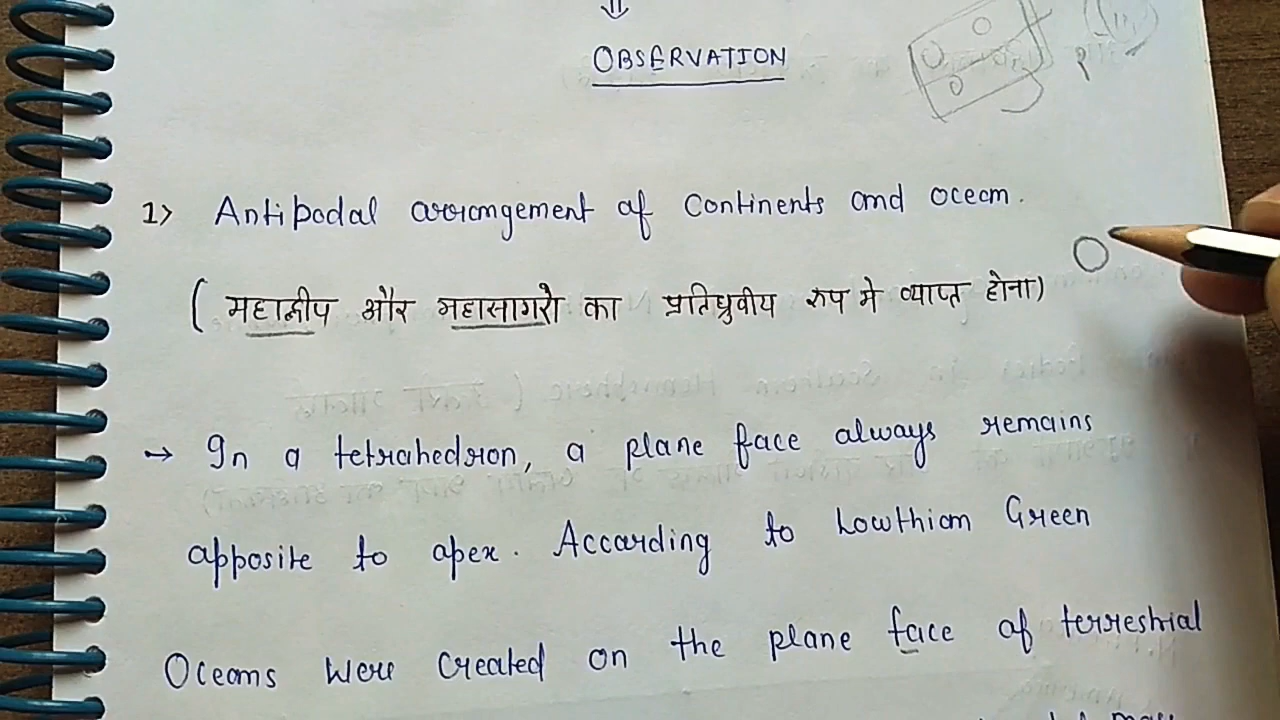 OBSERVATION
1> Antipodal arrangement of continents and ocean.
( महाद्वीप और महासागरो का प्रतिध्रुवीय रुप मे व्याप्त होना)
→ In a tetrahedron, a plane face always remains
opposite to apex. According to Lowthian Green
Oceans were created on the plane face of terrestrial